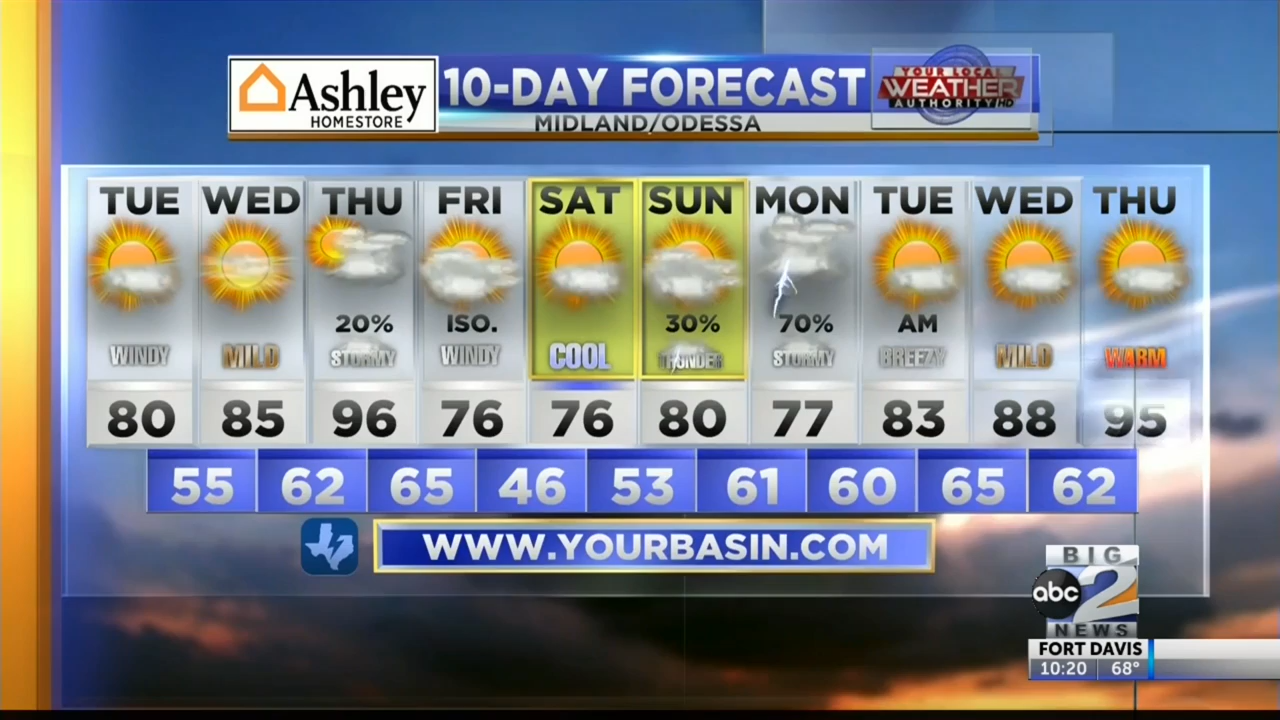 Ashley
HOMESTORE
10-DAY FORECAST
MIDLAND/ODESSA
YOUR LOCAL
WEATHER
AUTHORITY HD
TUE WED THU FRI SAT SUN MON TUE WED THU
20% ISO. 30% 70% AM
WINDY MILD STORMY WINDY COOL THUNDER STORMY BREEZY MILD WARM
80 85 96 76 76 80 77 83 88 95
55 62 65 46 53 61 60 65 62
WWW.YOURBASIN.COM
BIG
abc 2
NEWS
FORT DAVIS
10:20 68°